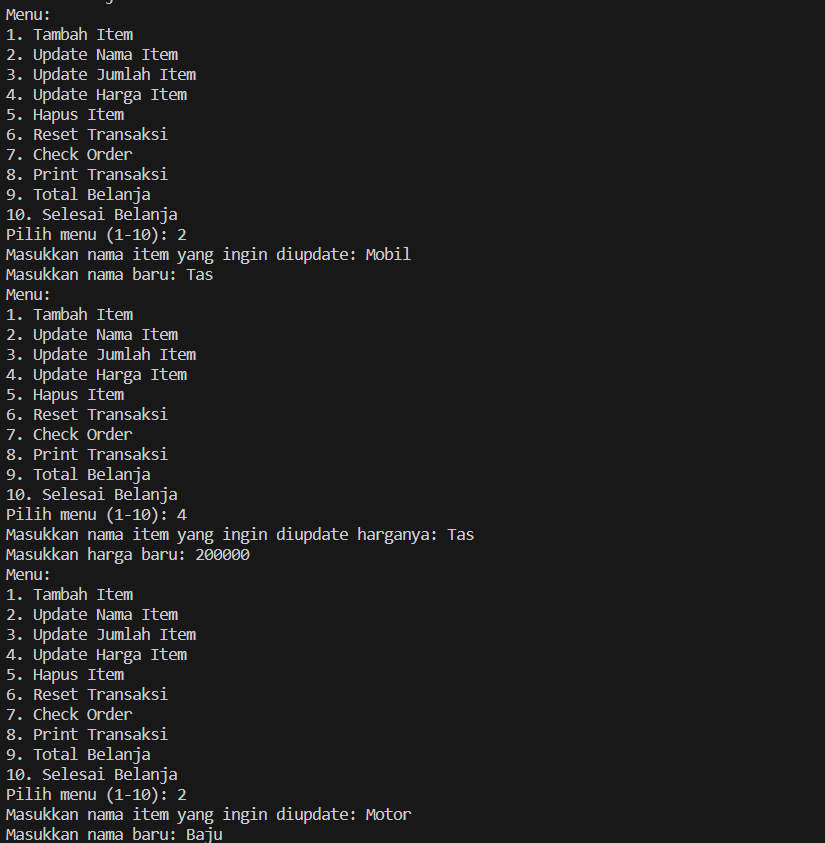 Menu:
1. Tambah Item
2. Update Nama Item
3. Update Jumlah Item
4. Update Harga Item
5. Hapus Item
6. Reset Transaksi
7. Check Order
8. Print Transaksi
9. Total Belanja
10. Selesai Belanja
Pilih menu (1-10): 2
Masukkan nama item yang ingin diupdate: Mobil
Masukkan nama baru: Tas
Menu:
1. Tambah Item
2. Update Nama Item
3. Update Jumlah Item
4. Update Harga Item
5. Hapus Item
6. Reset Transaksi
7. Check Order
8. Print Transaksi
9. Total Belanja
10. Selesai Belanja
Pilih menu (1-10): 4
Masukkan nama item yang ingin diupdate harganya: Tas
Masukkan harga baru: 200000
Menu:
1. Tambah Item
2. Update Nama Item
3. Update Jumlah Item
4. Update Harga Item
5. Hapus Item
6. Reset Transaksi
7. Check Order
8. Print Transaksi
9. Total Belanja
10. Selesai Belanja
Pilih menu (1-10): 2
Masukkan nama item yang ingin diupdate: Motor
Masukkan nama baru: Baju